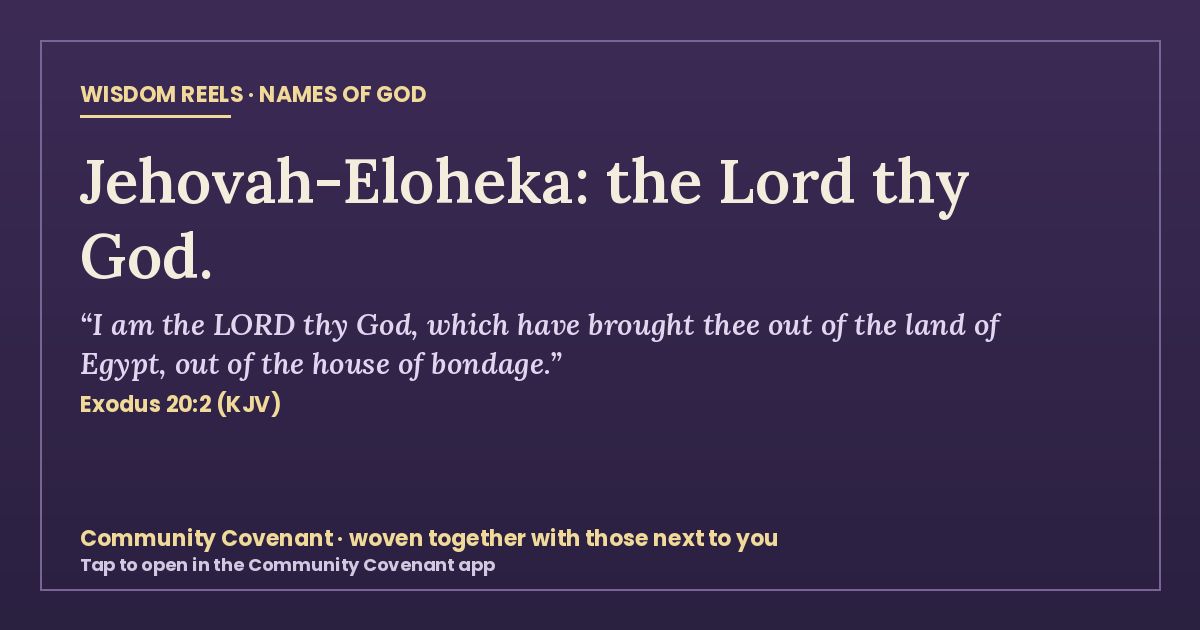 WISDOM REELS · NAMES OF GOD
Jehovah-Eloheka: the Lord thy
God.
“I am the LORD thy God, which have brought thee out of the land of
Egypt, out of the house of bondage.”
Exodus 20:2 (KJV)
Community Covenant · woven together with those next to you
Tap to open in the Community Covenant app